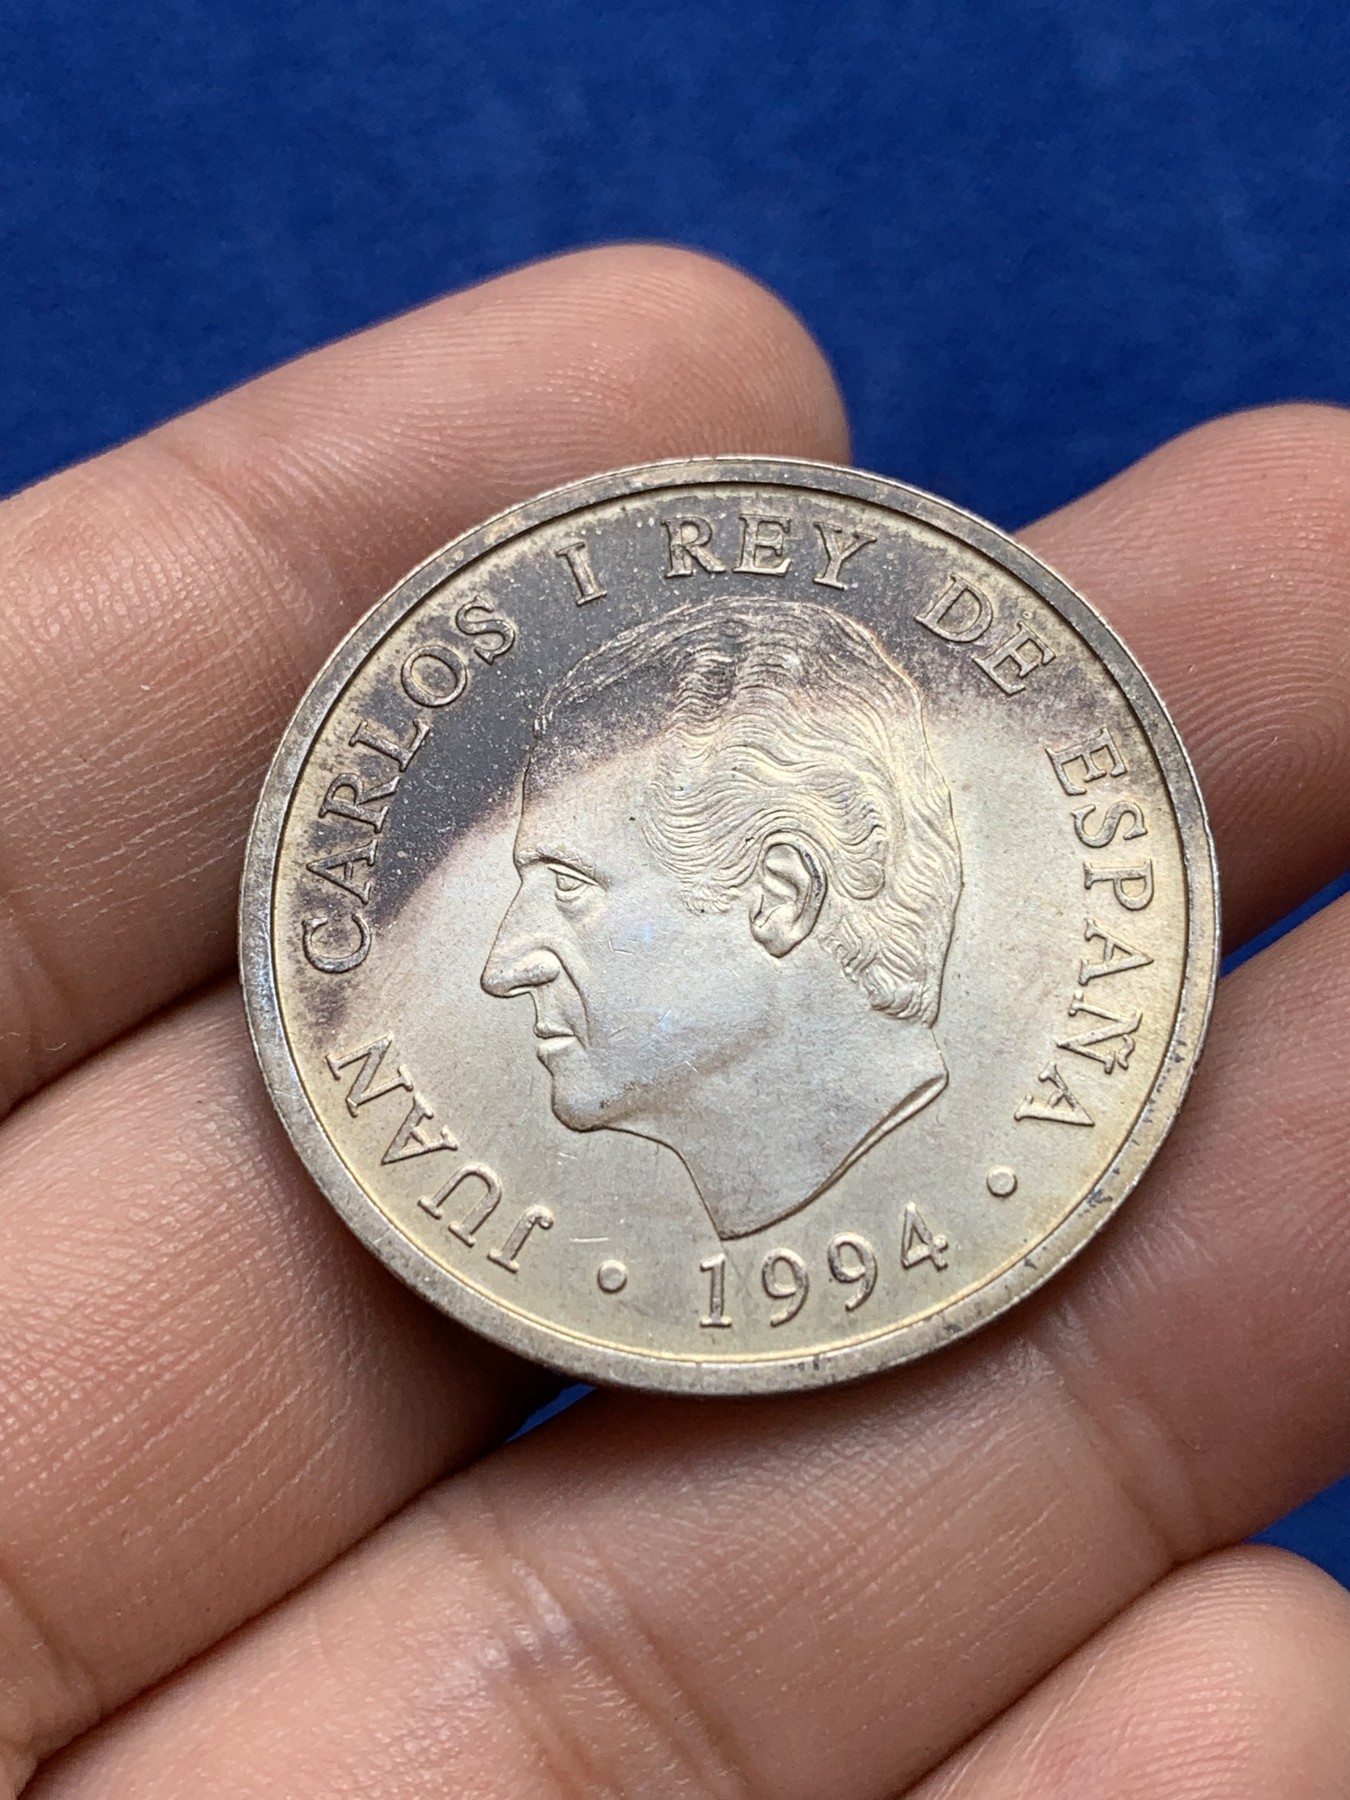 JUAN CARLOS I REY DE ESPAÑA
• 1994 •